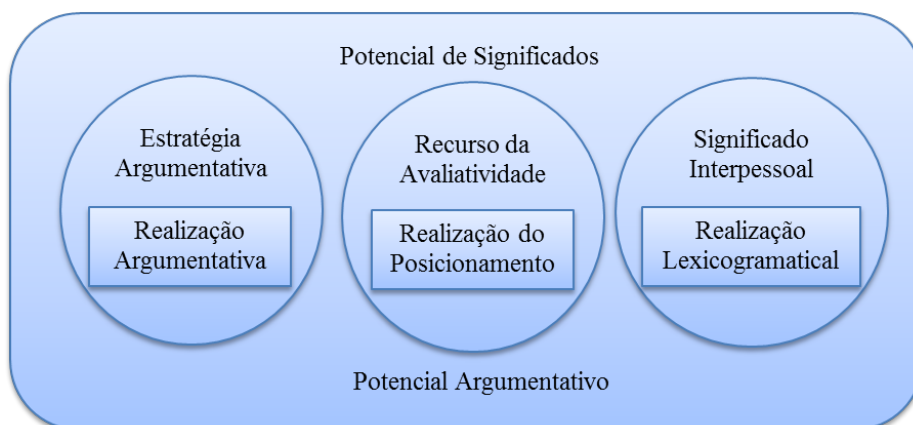 Potencial de Significados
Estratégia
Argumentativa
Realização
Argumentativa
Recurso da
Avaliatividade
Realização do
Posicionamento
Significado
Interpessoal
Realização
Lexicogramatical
Potencial Argumentativo